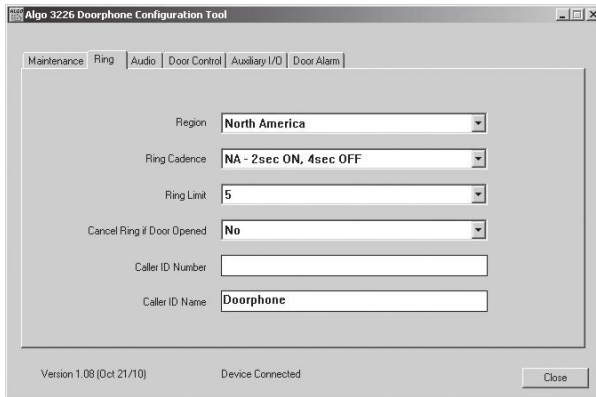 ALGO
Algo 3226 Doorphone Configuration Tool
Maintenance Ring Audio Door Control Auxiliary I/O Door Alarm
Region North America
Ring Cadence NA - 2sec ON, 4sec OFF
Ring Limit 5
Cancel Ring if Door Opened No
Caller ID Number
Caller ID Name Doorphone
Version 1.08 (Oct 21/10) Device Connected Close